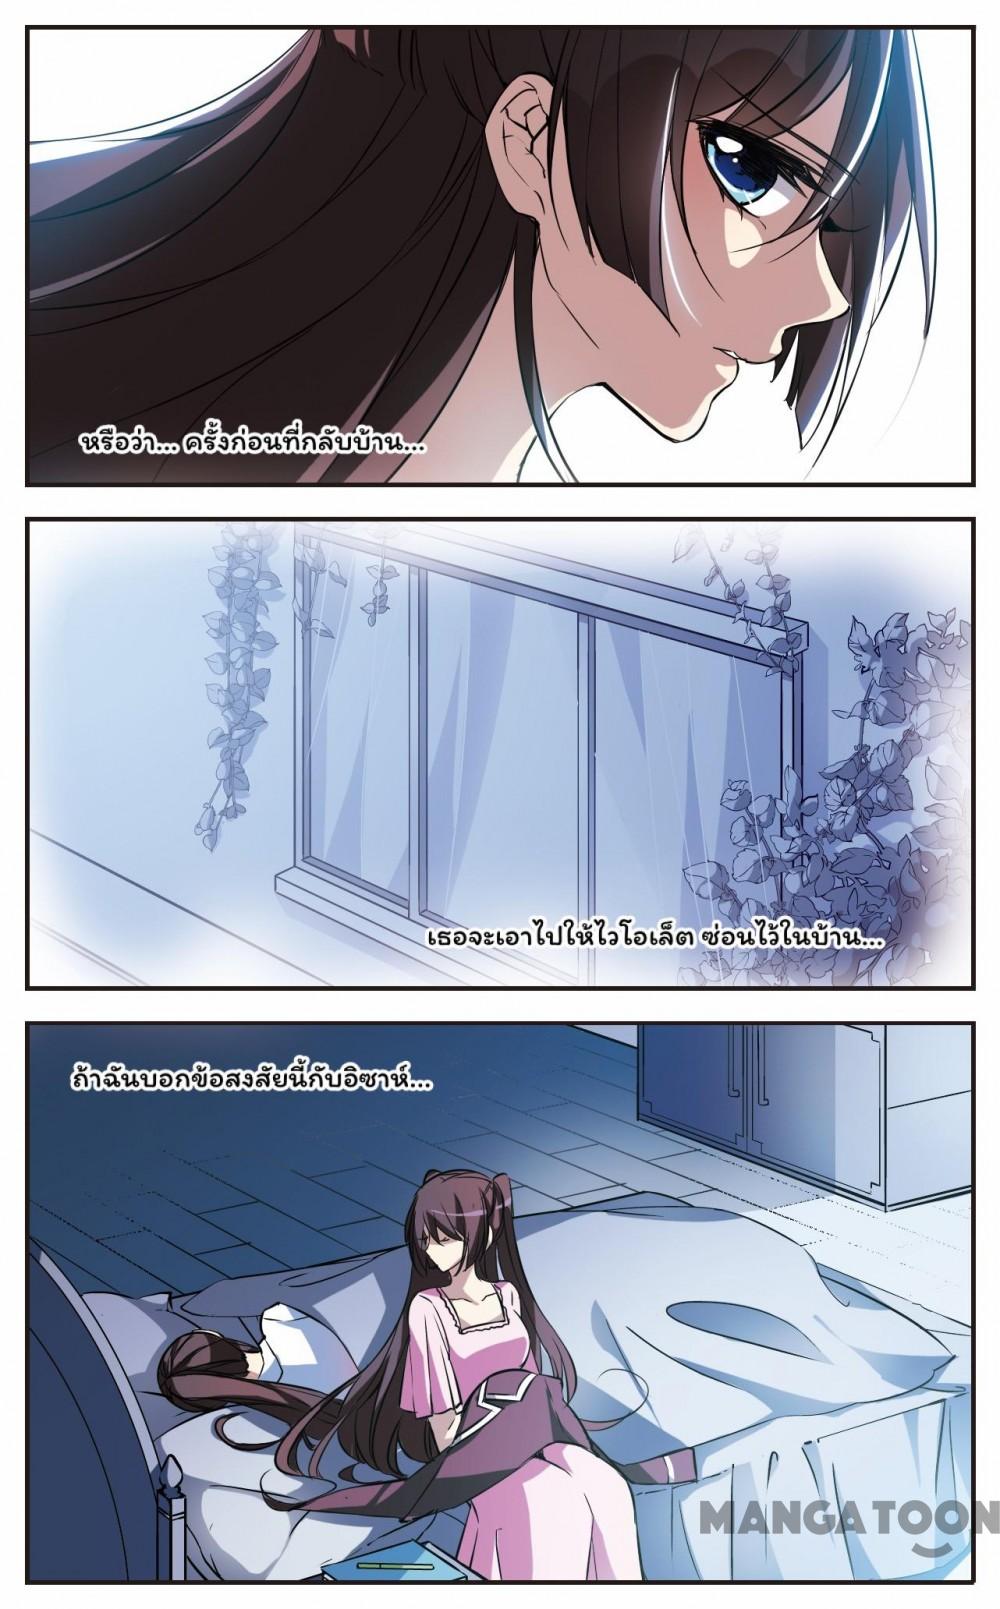 หรือว่า... ครั้งก่อนที่กลับบ้าน...
เธอจะเอาไปให้ไวโอเล็ต ซ่อนไว้ในบ้าน...
ถ้าฉันบอกข้อสงสัยนี้กับอิซาห์...
MANGATOON